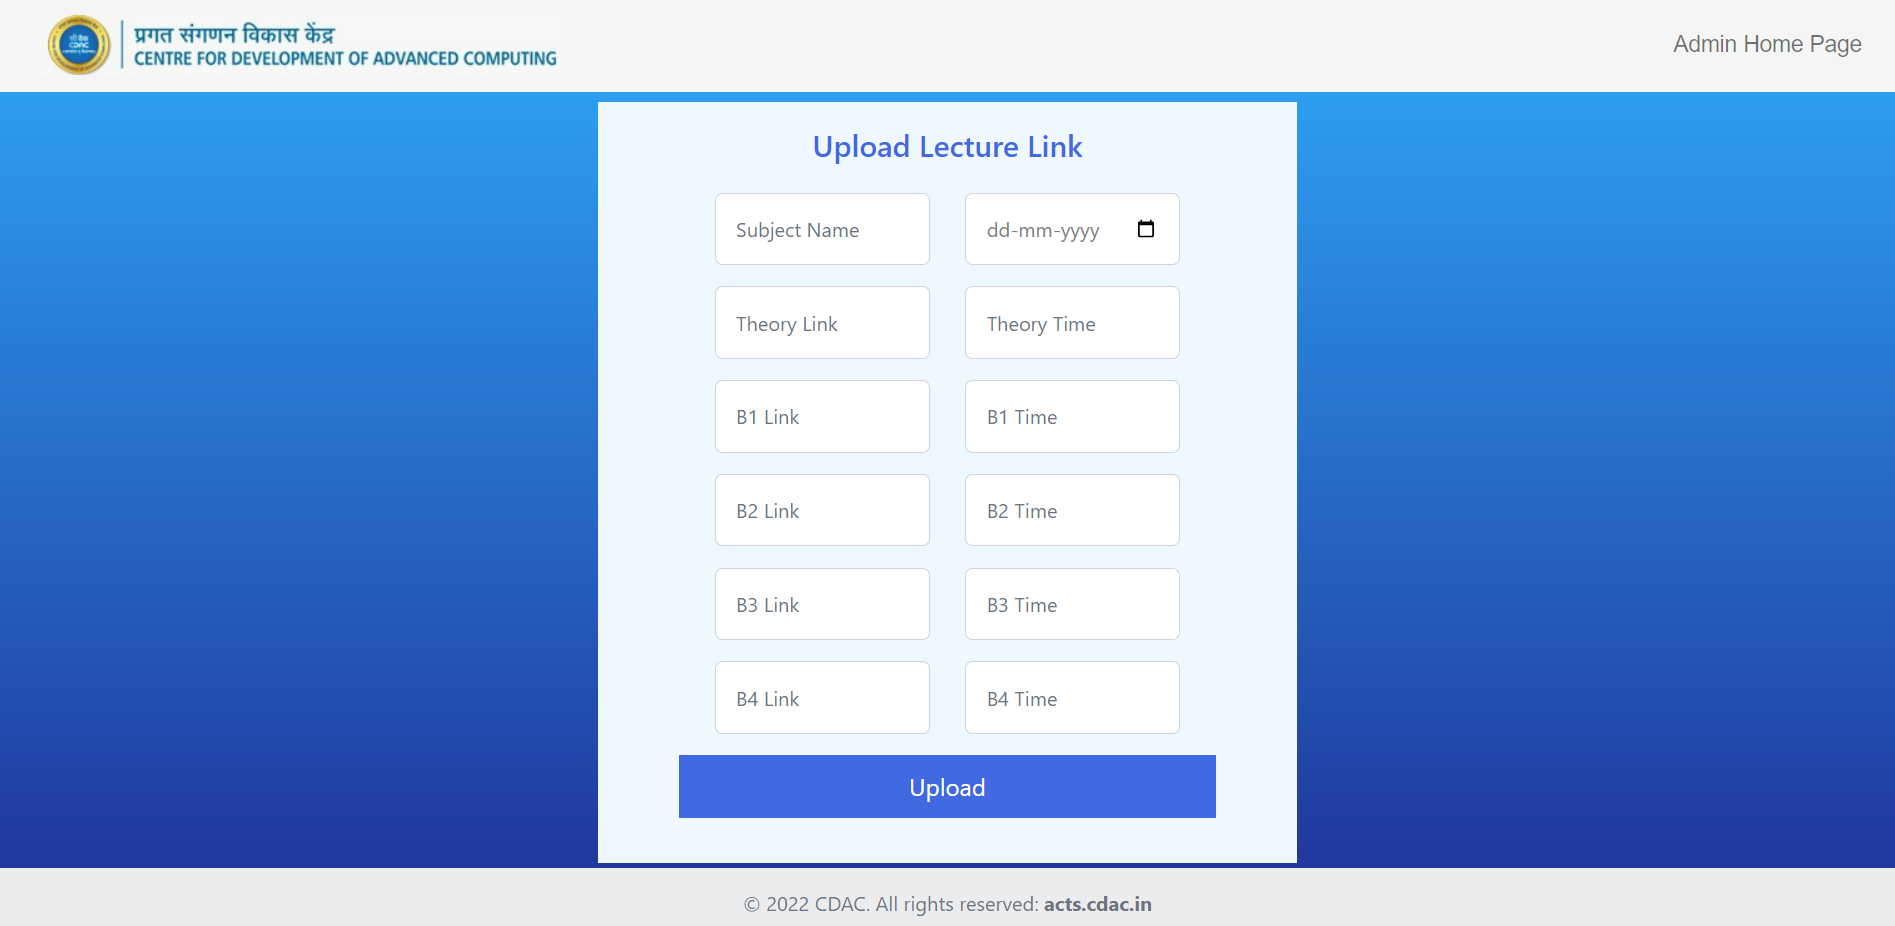 प्रगत संगणन विकास केंद्र
CENTRE FOR DEVELOPMENT OF ADVANCED COMPUTING
Admin Home Page
Upload Lecture Link
Subject Name
dd-mm-yyyy
Theory Link
Theory Time
B1 Link
B1 Time
B2 Link
B2 Time
B3 Link
B3 Time
B4 Link
B4 Time
Upload
© 2022 CDAC. All rights reserved: acts.cdac.in